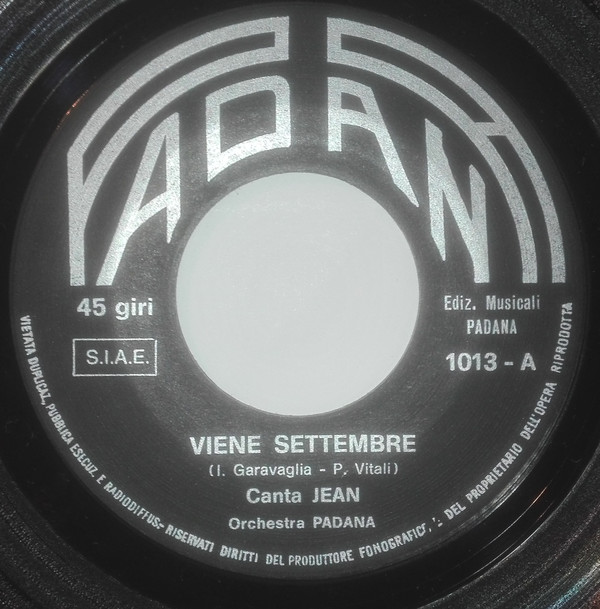 PADAN
45 giri
S.I.A.E.
Ediz. Musicali
PADANA
1013 - A
VIENE SETTEMBRE
(I. Garavaglia - P. Vitali)
Canta JEAN
Orchestra PADANA
VIETATA DUPLICAZ., PUBBLICA ESECUZ. E RADIODIFFUS.- RISERVATI DIRITTI DEL PRODUTTORE FONOGRAFICO, DEL PROPRIETARIO DELL'OPERA RIPRODOTTA